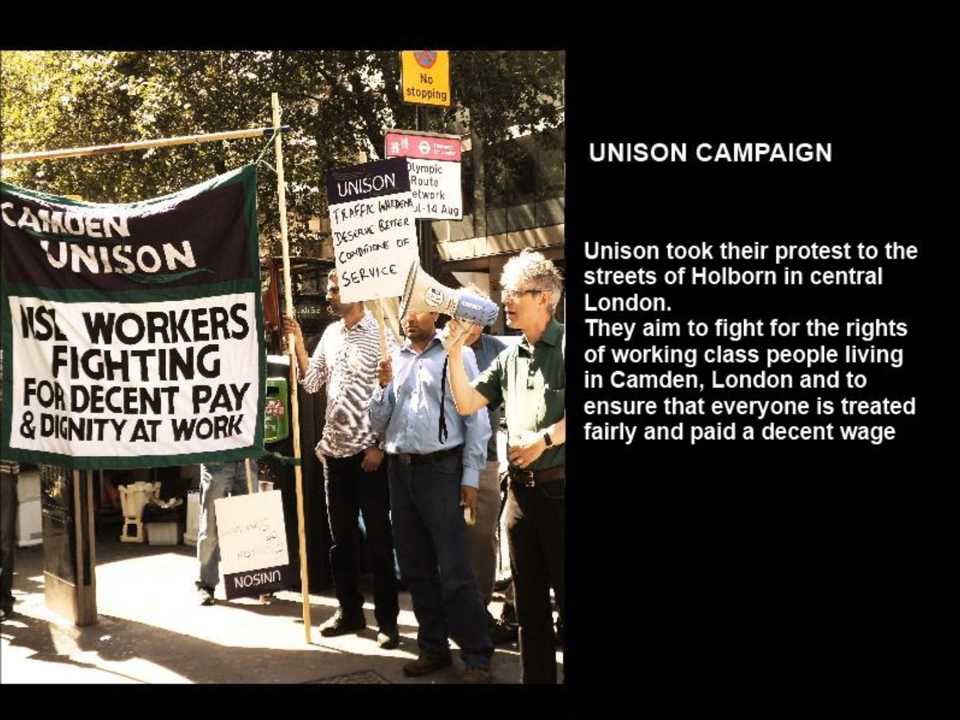 No
stopping
Olympic
Route
Network
14 Aug
UNISON
TRAFFIC WARDENS
DESERVE BETTER
CONDITIONS OF
SERVICE
CAMDEN
UNISON
NSL WORKERS
FIGHTING
FOR DECENT PAY
& DIGNITY AT WORK
UNISON
UNISON CAMPAIGN
Unison took their protest to the
streets of Holborn in central
London.
They aim to fight for the rights
of working class people living
in Camden, London and to
ensure that everyone is treated
fairly and paid a decent wage